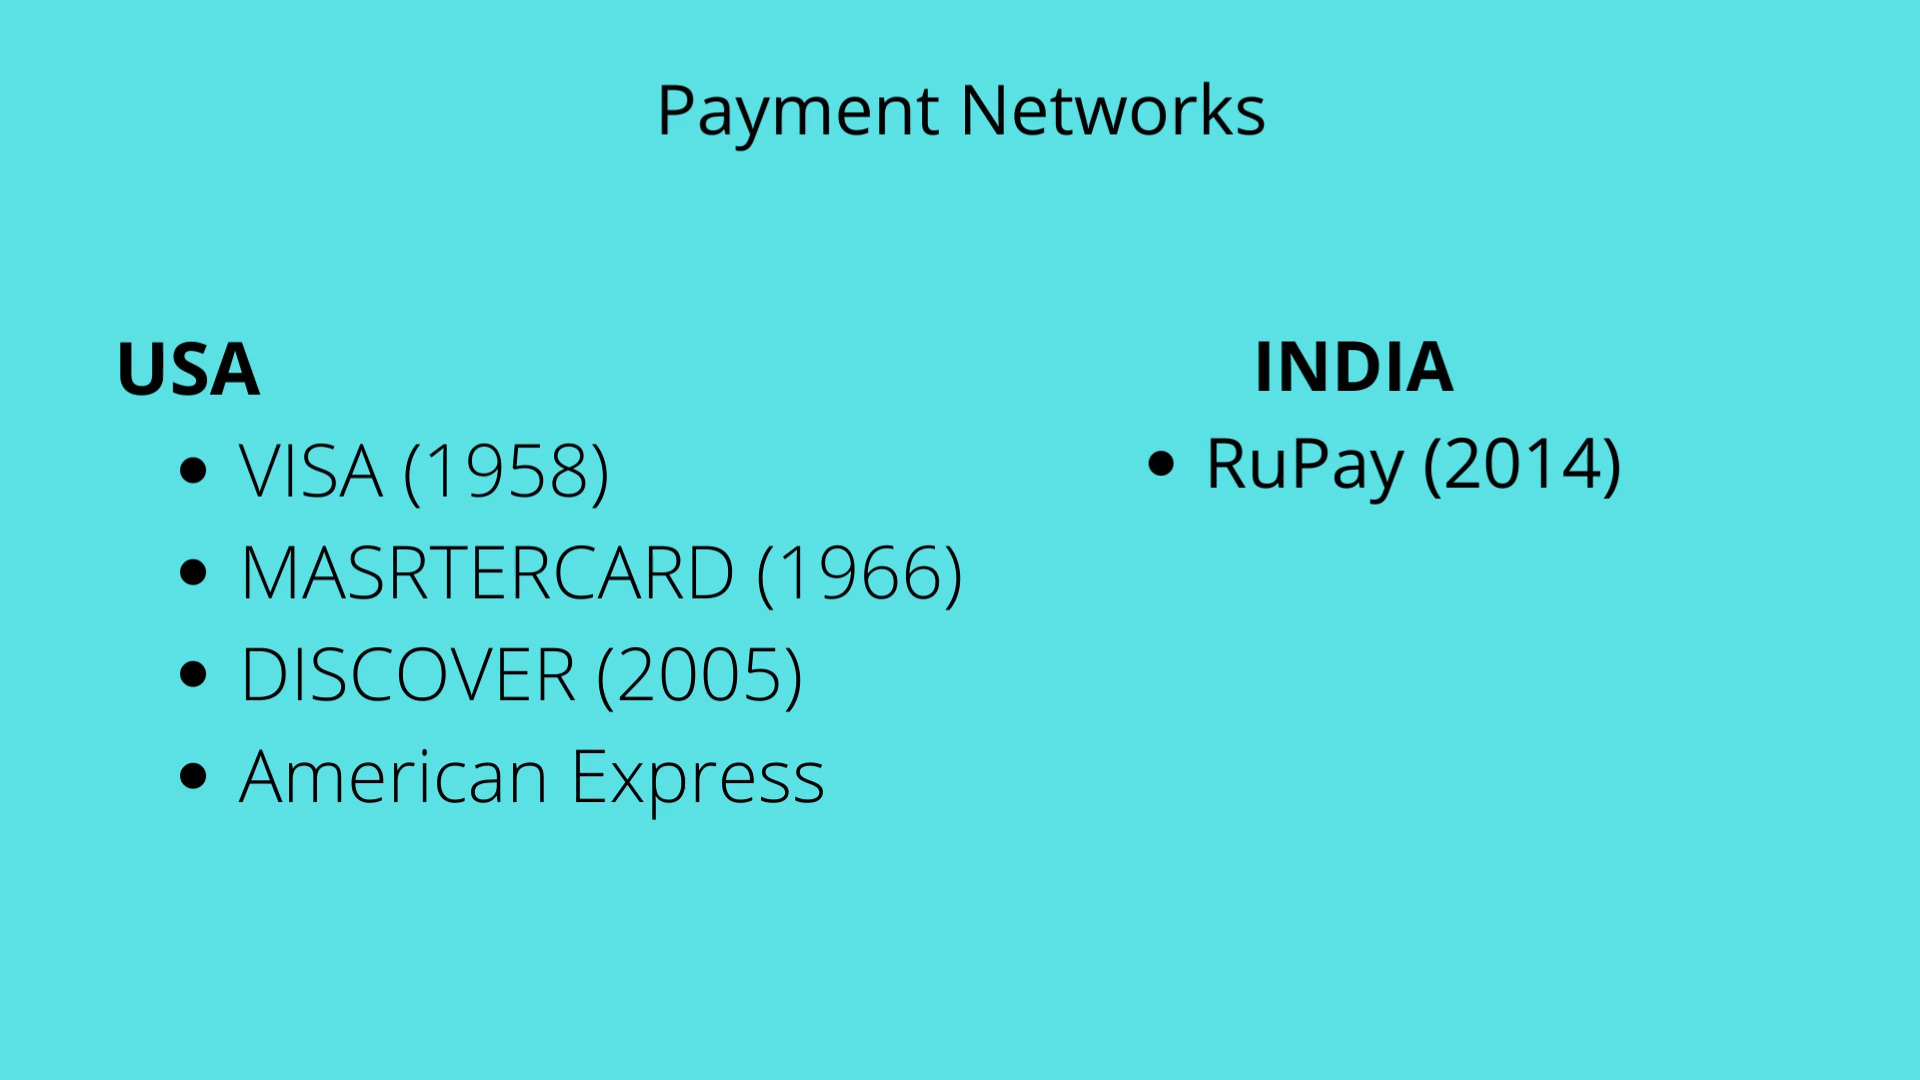 Payment Networks
USA
• VISA (1958)
• MASRTERCARD (1966)
• DISCOVER (2005)
• American Express
INDIA
• RuPay (2014)